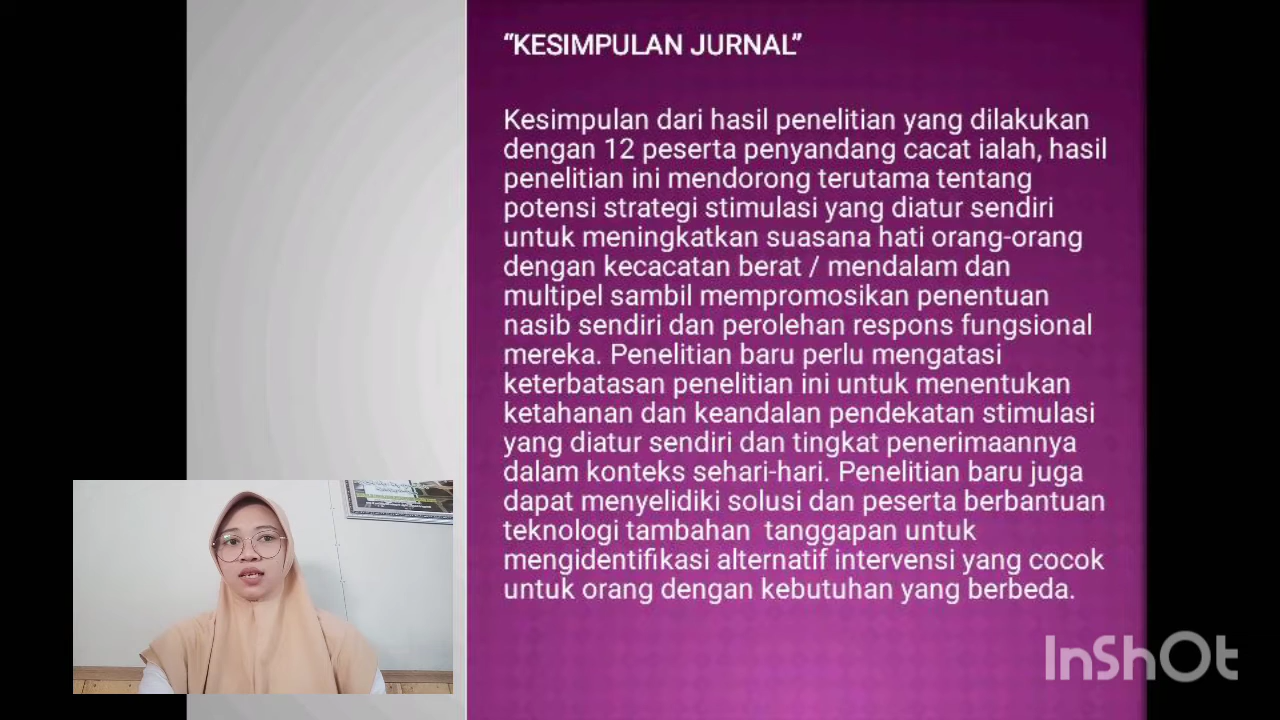 “KESIMPULAN JURNAL”
Kesimpulan dari hasil penelitian yang dilakukan
dengan 12 peserta penyandang cacat ialah, hasil
penelitian ini mendorong terutama tentang
potensi strategi stimulasi yang diatur sendiri
untuk meningkatkan suasana hati orang-orang
dengan kecacatan berat / mendalam dan
multipel sambil mempromosikan penentuan
nasib sendiri dan perolehan respons fungsional
mereka. Penelitian baru perlu mengatasi
keterbatasan penelitian ini untuk menentukan
ketahanan dan keandalan pendekatan stimulasi
yang diatur sendiri dan tingkat penerimaannya
dalam konteks sehari-hari. Penelitian baru juga
dapat menyelidiki solusi dan peserta berbantuan
teknologi tambahan  tanggapan untuk
mengidentifikasi alternatif intervensi yang cocok
untuk orang dengan kebutuhan yang berbeda.
InShOt